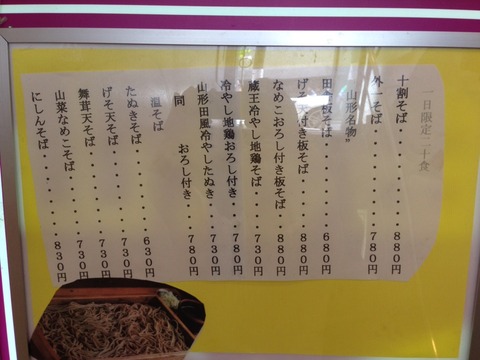 一日限定二十食
十割そば・・・・・・・880円
外一そば・・・・・・・780円
”山形名物”
田舎板そば・・・・・・680円
げそ天付き板そば・・・880円
なめこおろし付き板そば・880円
蔵王冷やし地鶏そば・・・730円
冷やし地鶏おろし付き・・780円
山形田風冷やしたぬき・・730円
同　おろし付き・・・780円
温そば
たぬきそば・・・・・・630円
げそ天そば・・・・・・730円
舞茸天そば・・・・・・730円
山菜なめこそば・・・・730円
にしんそば・・・・・・830円